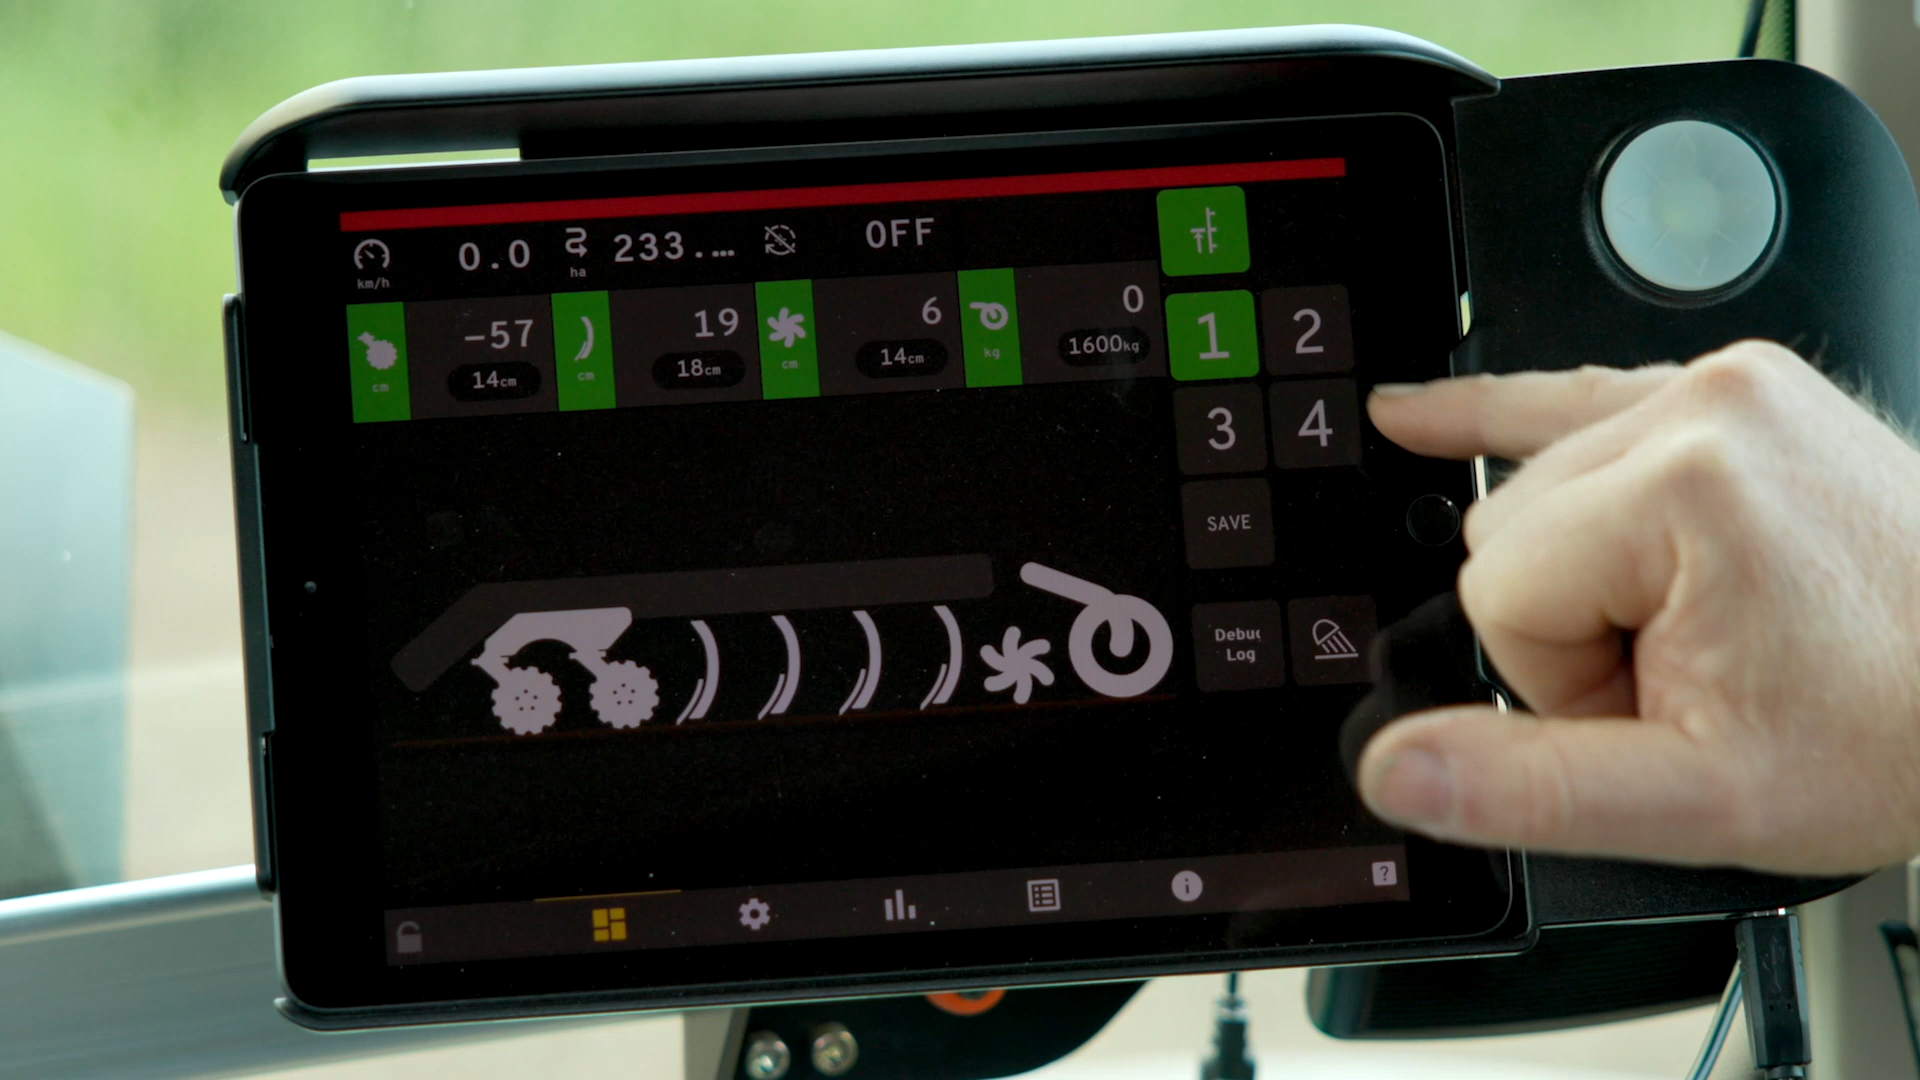 0.0 233.... OFF
km/h ha
-57 19 6 0
14cm 18cm 14cm 1600kg
cm cm cm kg
1 2
3 4
SAVE
Debug
Log
?